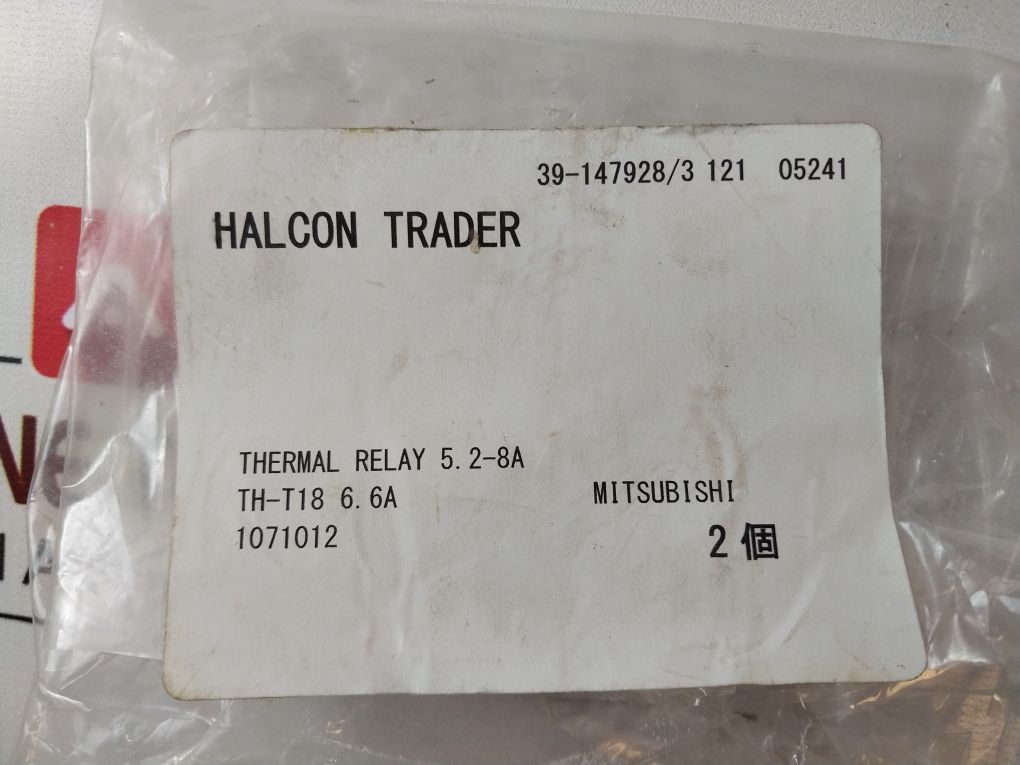 39-147928/3 121 05241
HALCON TRADER
THERMAL RELAY 5.2-8A
TH-T18 6.6A MITSUBISHI
1071012
2個